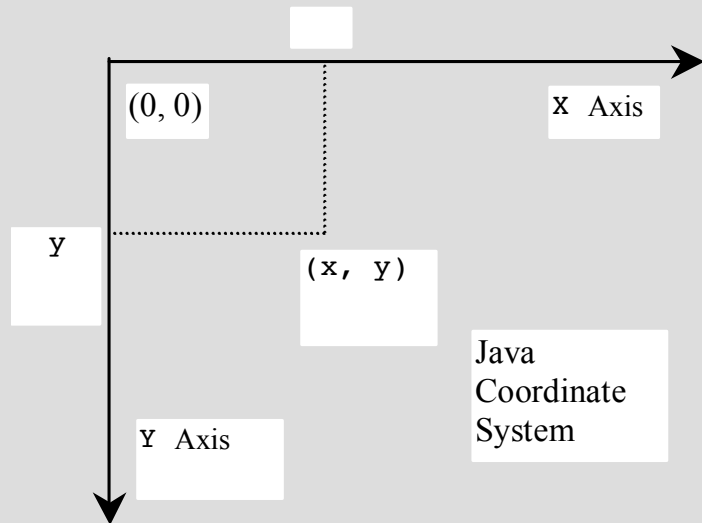 (0, 0)
X Axis
y
(x, y)
Java
Coordinate
System
Y Axis